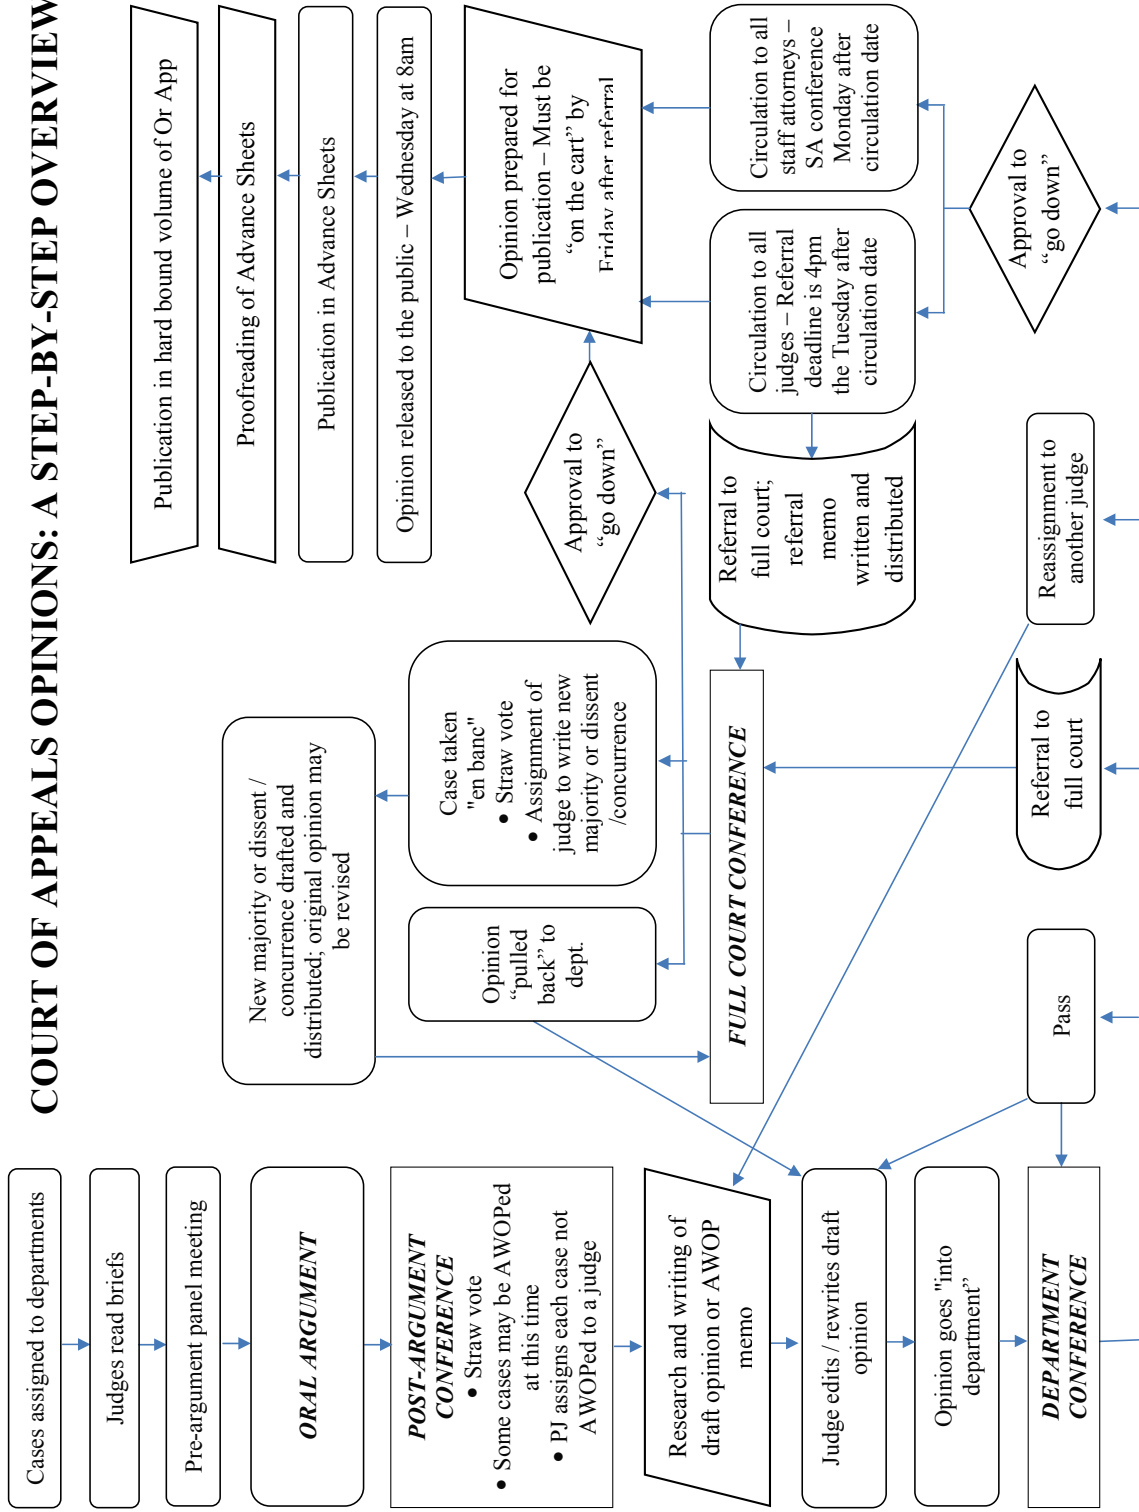 COURT OF APPEALS OPINIONS: A STEP-BY-STEP OVERVIEW
Cases assigned to departments
Judges read briefs
Pre-argument panel meeting
ORAL ARGUMENT
POST-ARGUMENT
CONFERENCE
• Straw vote
• Some cases may be AWOPed
at this time
• PJ assigns each case not
AWOPed to a judge
Research and writing of
draft opinion or AWOP
memo
Judge edits / rewrites draft
opinion
Opinion goes "into
department”
DEPARTMENT
CONFERENCE
Pass
Referral to
full court
Reassignment to
another judge
Approval to
“go down”
New majority or dissent /
concurrence drafted and
distributed; original opinion may
be revised
Opinion
“pulled
back” to
dept.
Case taken
"en banc"
• Straw vote
• Assignment of
judge to write new
majority or dissent
/concurrence
FULL COURT CONFERENCE
Approval to
“go down”
Referral to
full court;
referral
memo
written and
distributed
Circulation to all
judges – Referral
deadline is 4pm
the Tuesday after
circulation date
Circulation to all
staff attorneys –
SA conference
Monday after
circulation date
Opinion prepared for
publication – Must be
“on the cart” by
Friday after referral
Opinion released to the public – Wednesday at 8am
Publication in Advance Sheets
Proofreading of Advance Sheets
Publication in hard bound volume of Or App